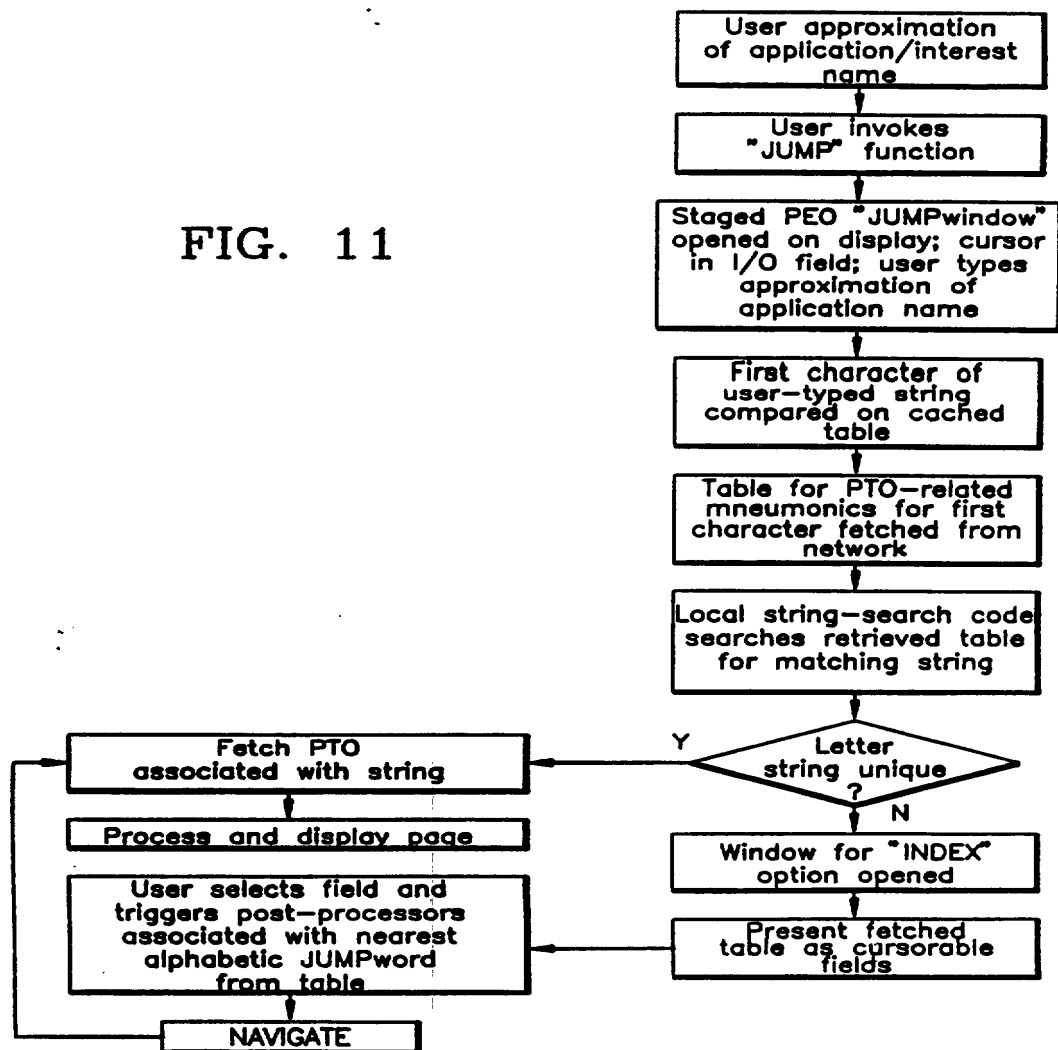 FIG. 11
User approximation
of application/interest
name
User invokes
"JUMP" function
Staged PEO "JUMPwindow"
opened on display; cursor
in I/O field; user types
approximation of
application name
First character of
user-typed string
compared on cached
table
Table for PTO-related
mneumonics for first
character fetched from
network
Local string-search code
searches retrieved table
for matching string
Letter
string unique
?
Y
N
Fetch PTO
associated with string
Process and display page
Window for "INDEX"
option opened
Present fetched
table as cursorable
fields
User selects field and
triggers post-processors
associated with nearest
alphabetic JUMPword
from table
NAVIGATE